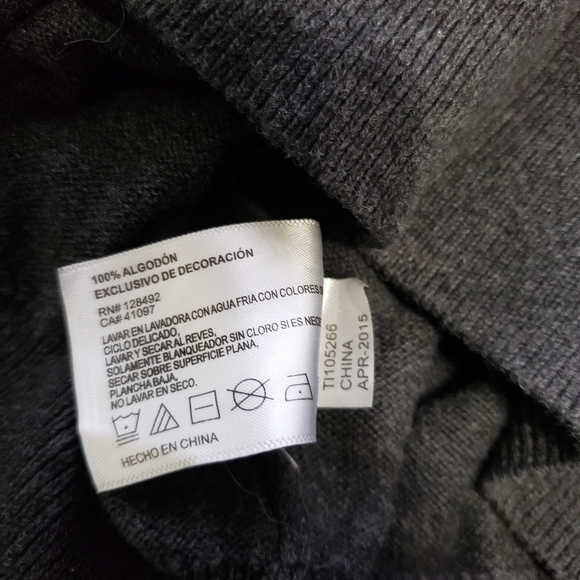 100% ALGODÓN
EXCLUSIVO DE DECORACIÓN
RN# 128492
CA# 41097
LAVAR EN LAVADORA CON AGUA FRÍA CON COLORES
CICLO DELICADO,
LAVAR Y SECAR AL REVES,
SOLAMENTE BLANQUEADOR SIN CLORO SI ES
SECAR SOBRE SUPERFICIE PLANA,
PLANCHA BAJA,
NO LAVAR EN SECO.
HECHO EN CHINA
TI105266
CHINA
APR-2015